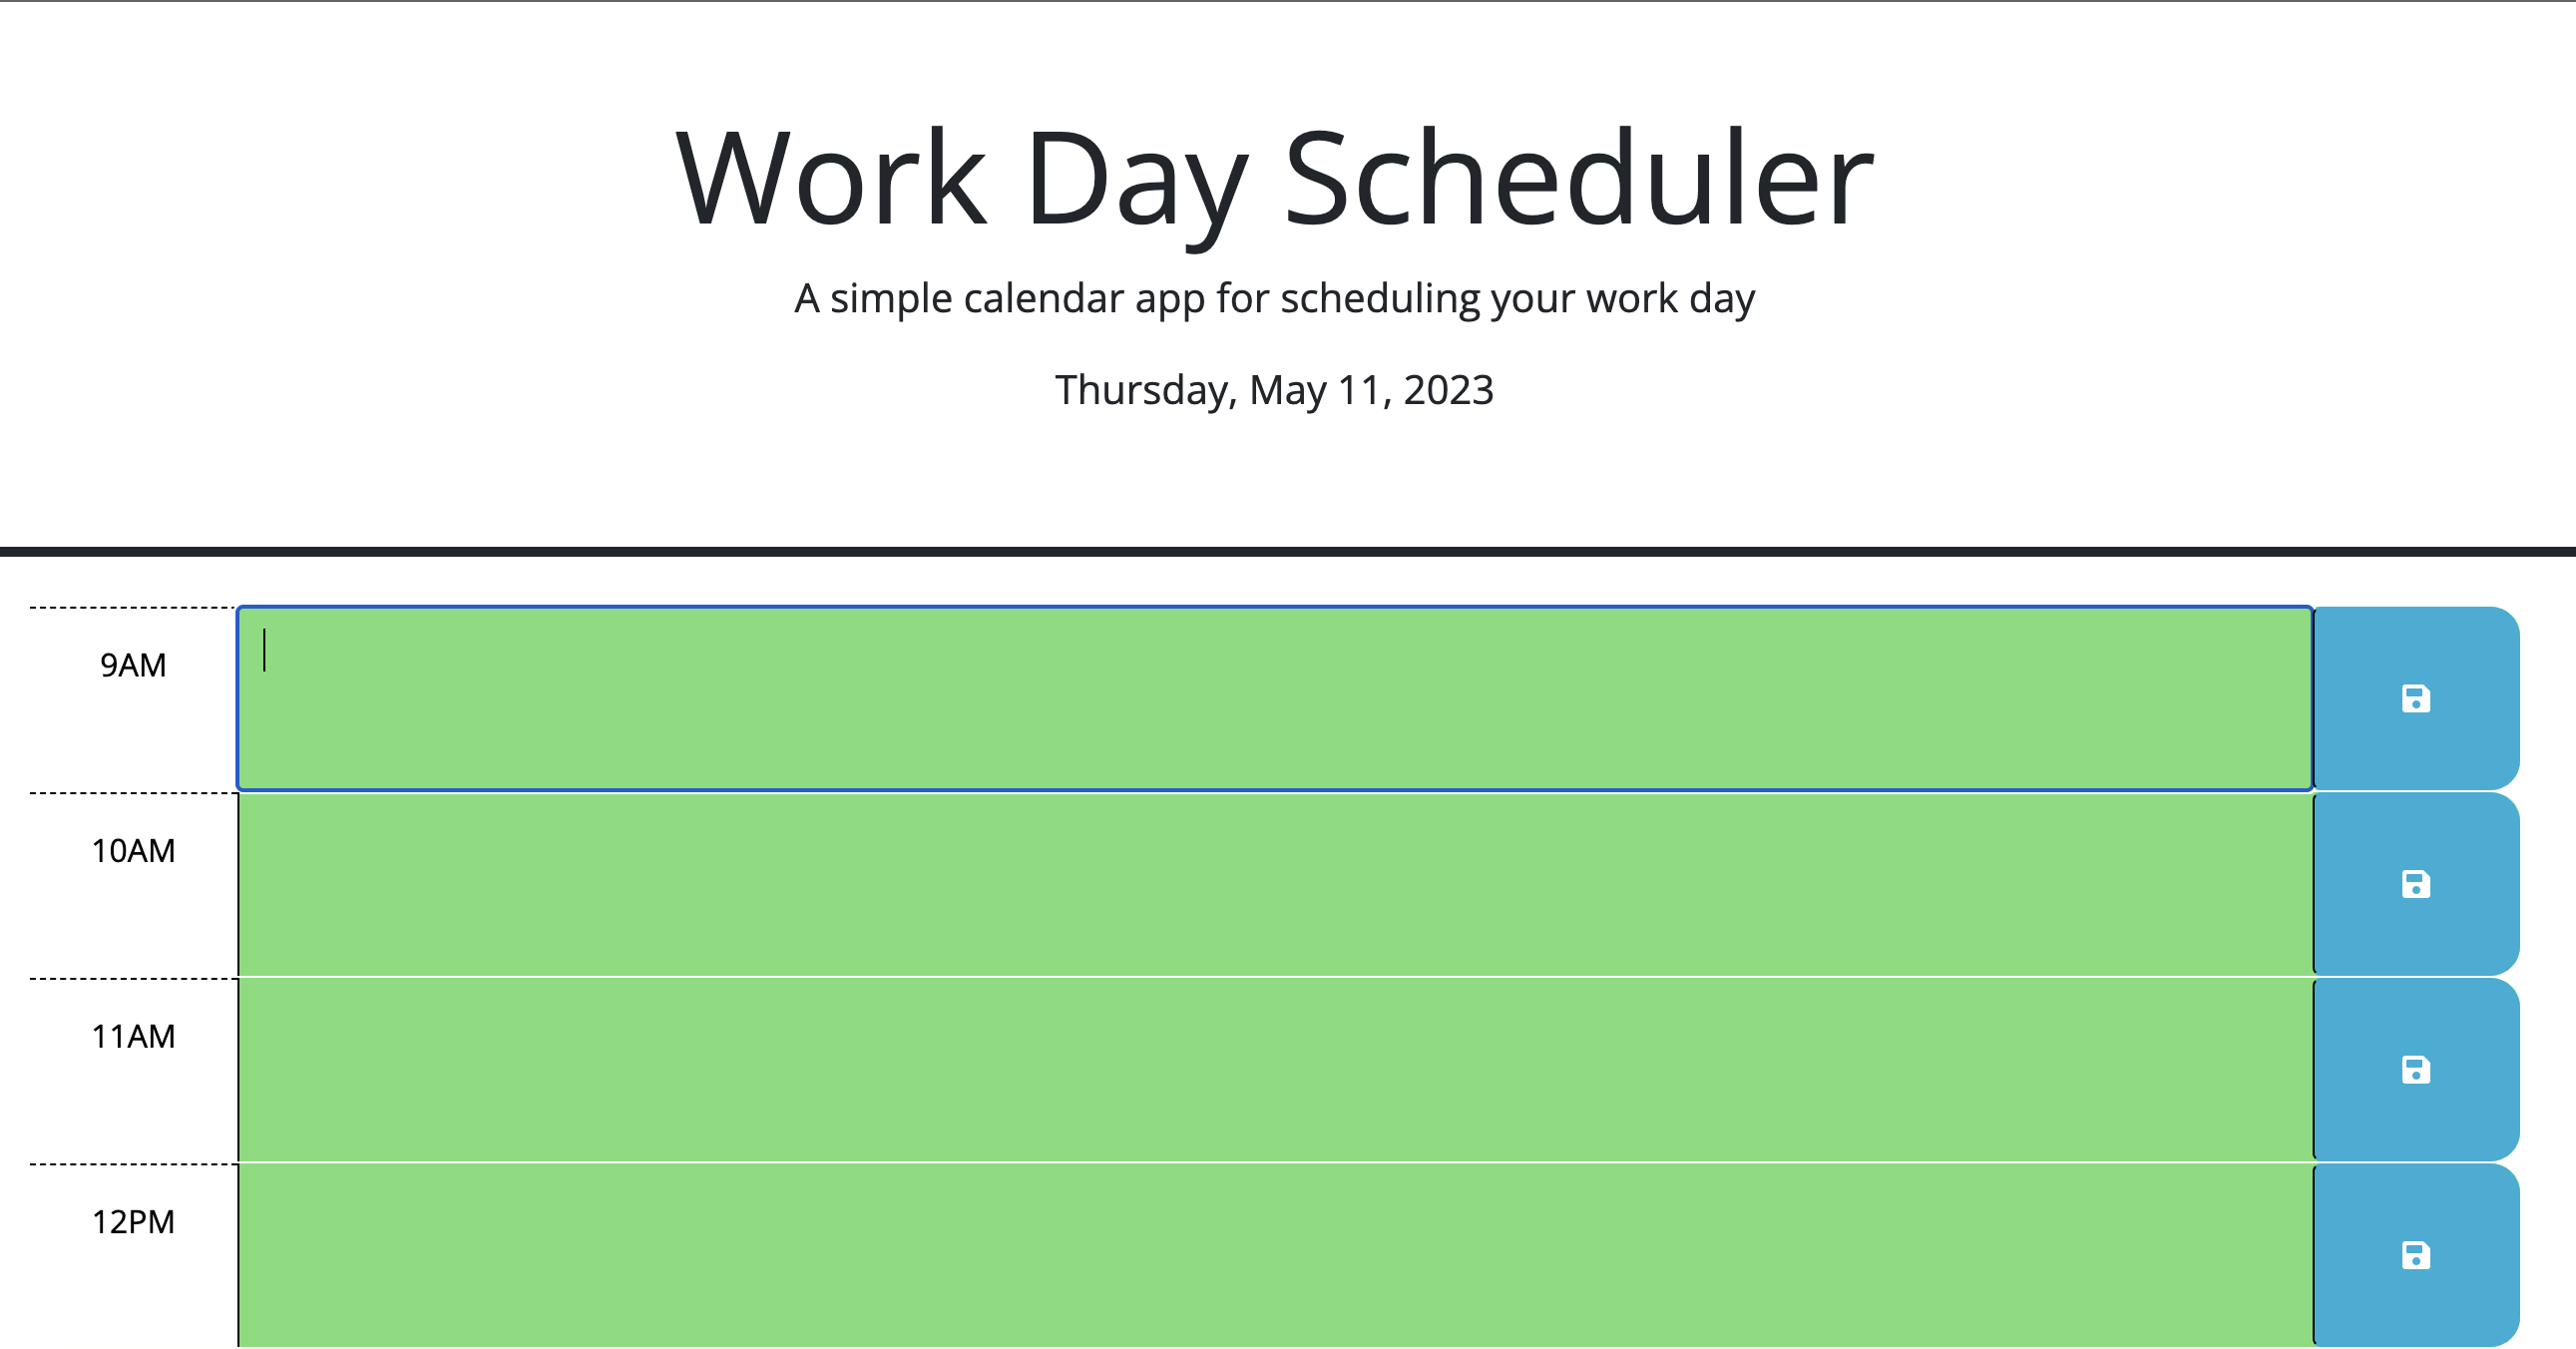 Work Day Scheduler
A simple calendar app for scheduling your work day
Thursday, May 11, 2023
9AM
10AM
11AM
12PM